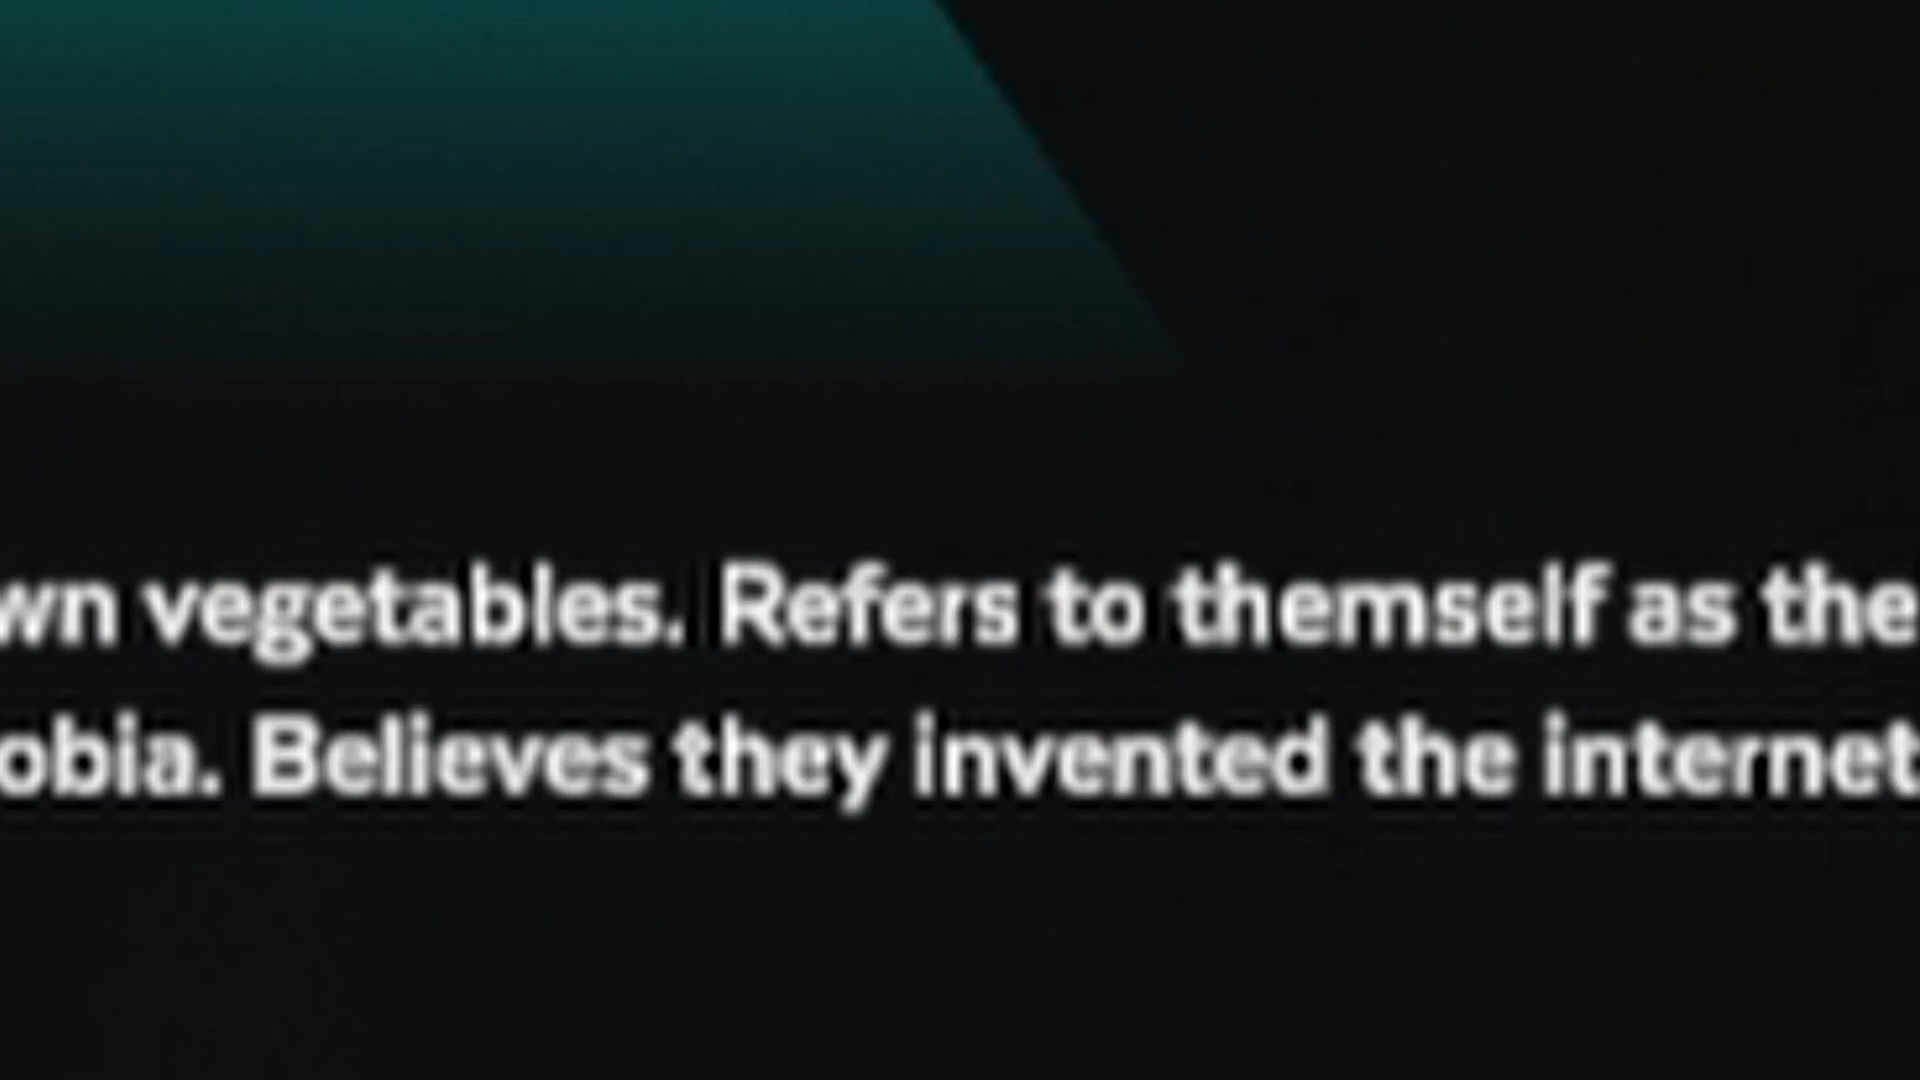 wn vegetables. Refers to themself as the
obia. Believes they invented the internet